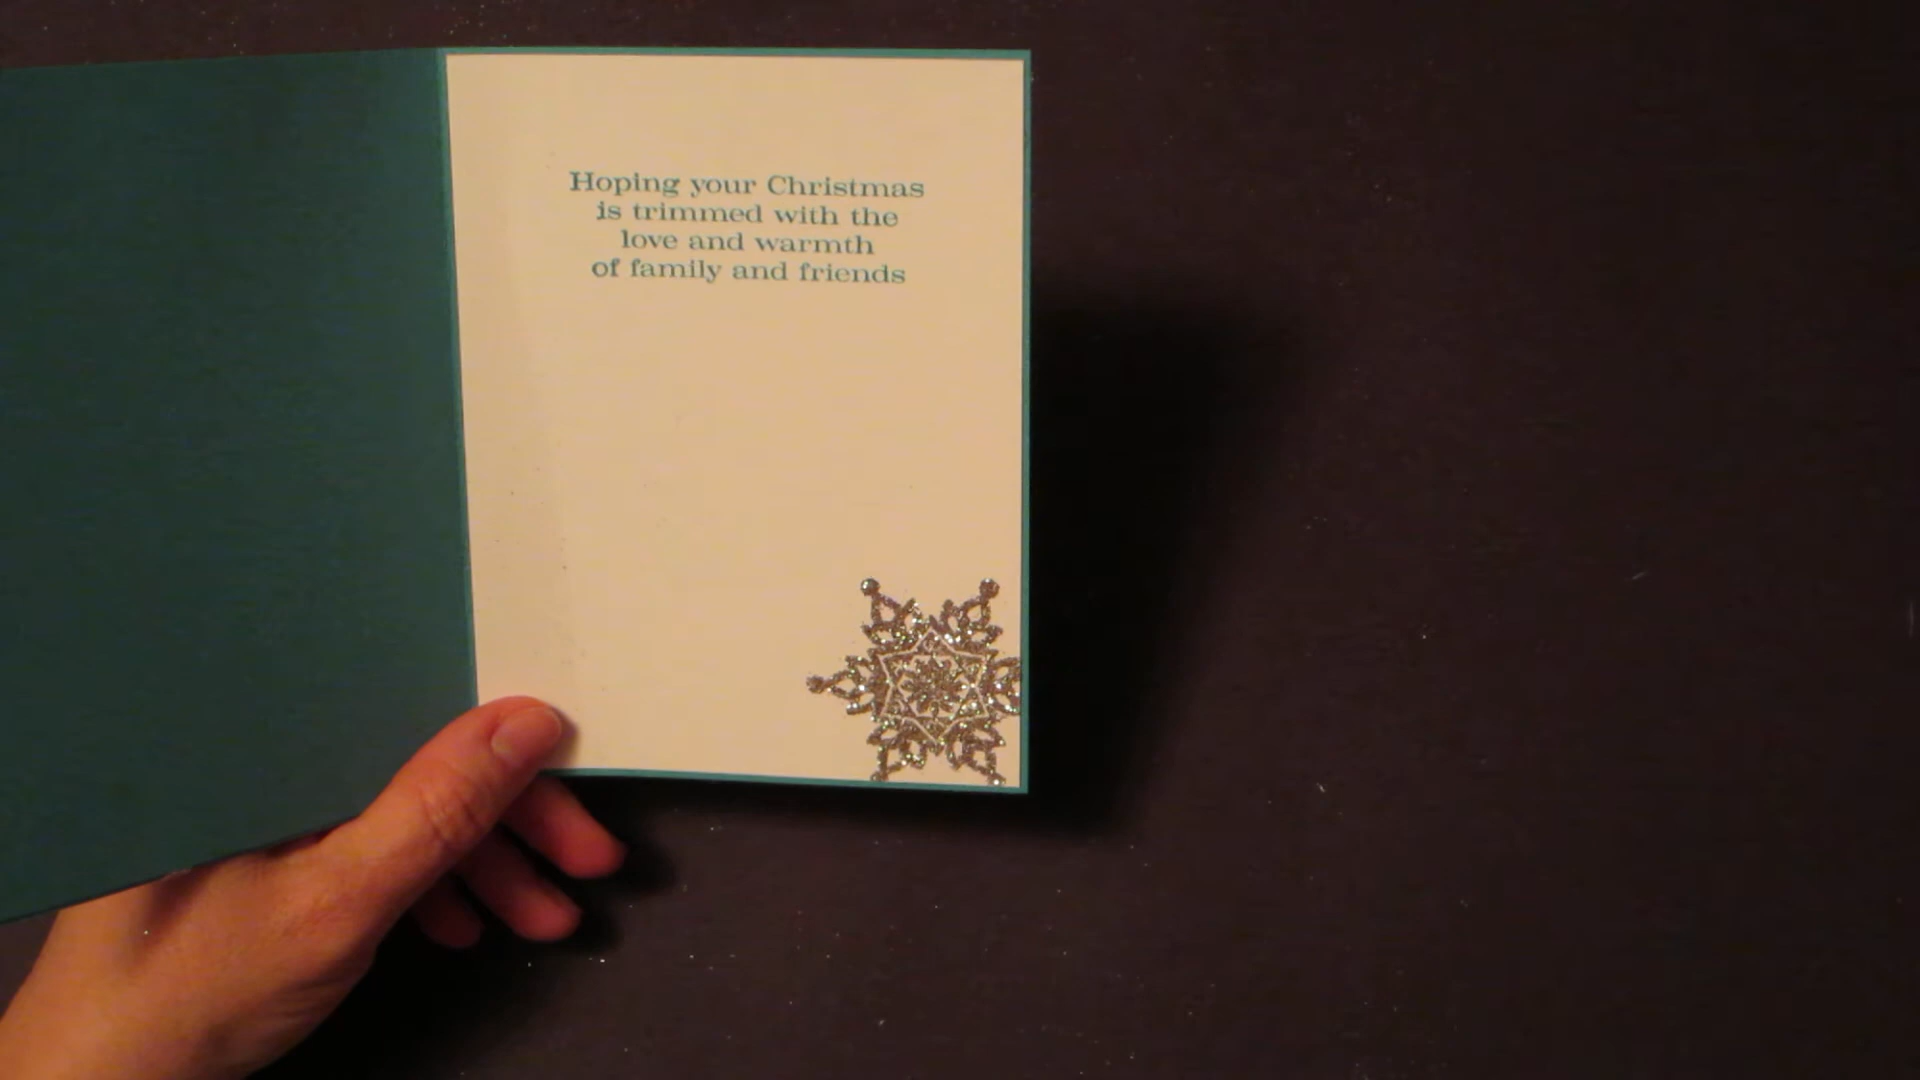 Hoping your Christmas
is trimmed with the
love and warmth
of family and friends